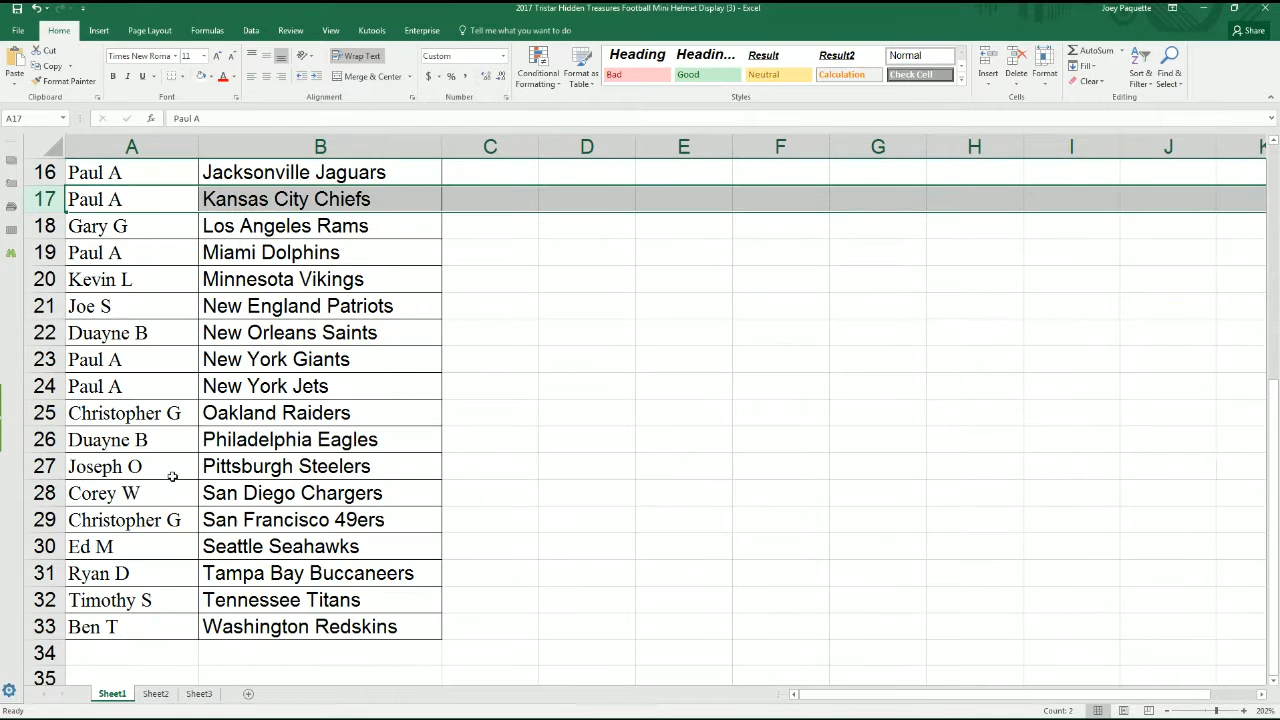 2017 Tristar Hidden Treasures Football Mini Helmet Display (3) - Excel
Joey Paquette
File Home Insert Page Layout Formulas Data Review View Kutools Enterprise Tell me what you want to do... Share
Paste Cut Copy Format Painter Clipboard
Times New Roma 11 A A B I U A Font
Wrap Text Merge & Center Alignment
Custom $ % , Number
Conditional Formatting Format as Table
Heading Headin... Result Result2 Normal
Bad Good Neutral Calculation Check Cell
Styles
Insert Delete Format Cells
AutoSum Fill Clear Sort & Filter Find & Select Editing
A17 fx Paul A
A B C D E F G H I J K
16 Paul A Jacksonville Jaguars
17 Paul A Kansas City Chiefs
18 Gary G Los Angeles Rams
19 Paul A Miami Dolphins
20 Kevin L Minnesota Vikings
21 Joe S New England Patriots
22 Duayne B New Orleans Saints
23 Paul A New York Giants
24 Paul A New York Jets
25 Christopher G Oakland Raiders
26 Duayne B Philadelphia Eagles
27 Joseph O Pittsburgh Steelers
28 Corey W San Diego Chargers
29 Christopher G San Francisco 49ers
30 Ed M Seattle Seahawks
31 Ryan D Tampa Bay Buccaneers
32 Timothy S Tennessee Titans
33 Ben T Washington Redskins
34
35
Sheet1 Sheet2 Sheet3
Ready Count: 2 202%